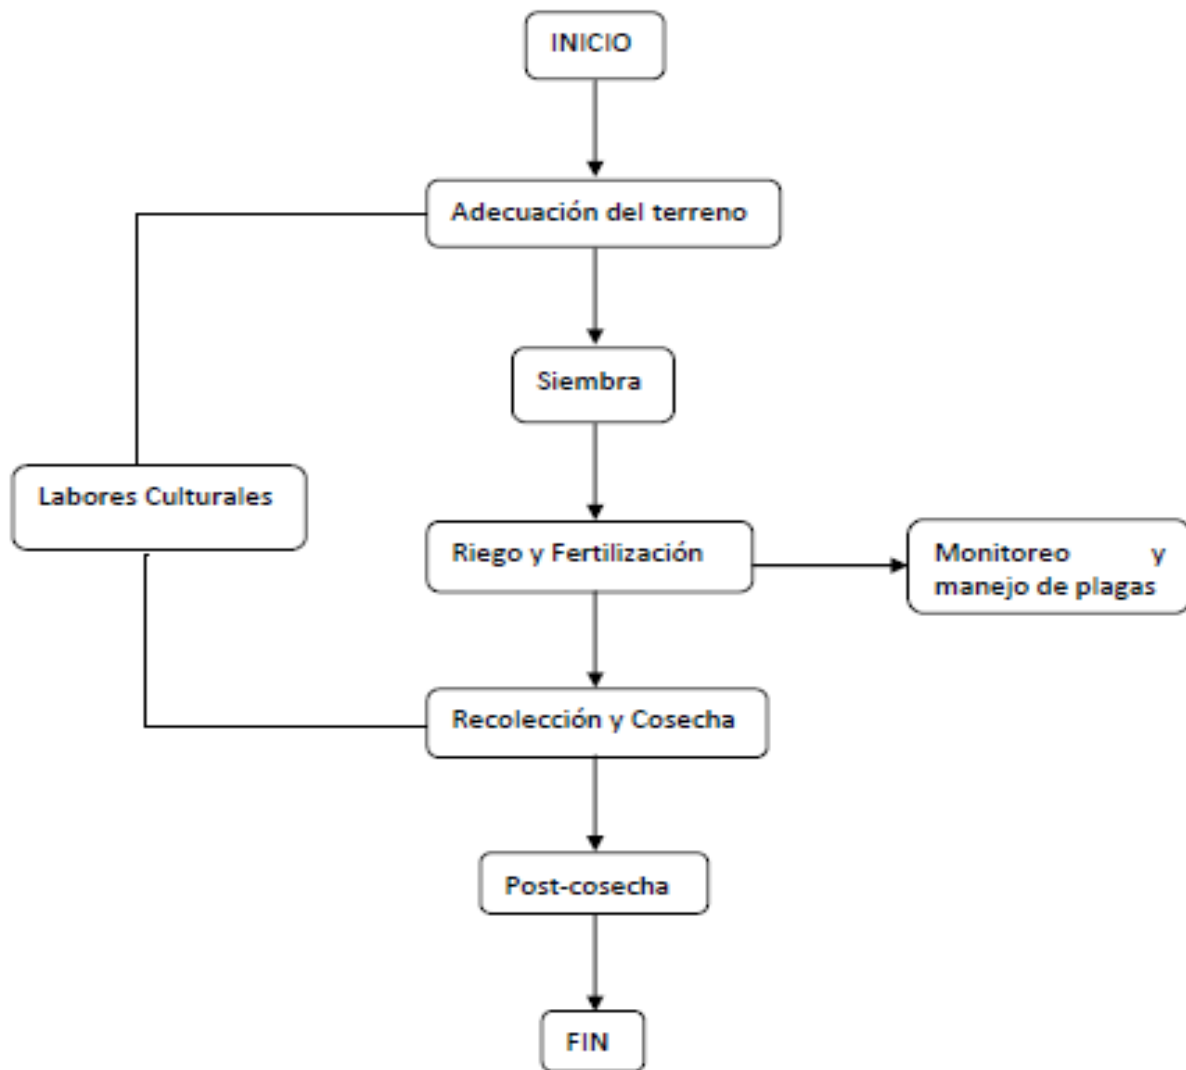 INICIO
Adecuación del terreno
Siembra
Labores Culturales
Riego y Fertilización
Monitoreo y
manejo de plagas
Recolección y Cosecha
Post-cosecha
FIN